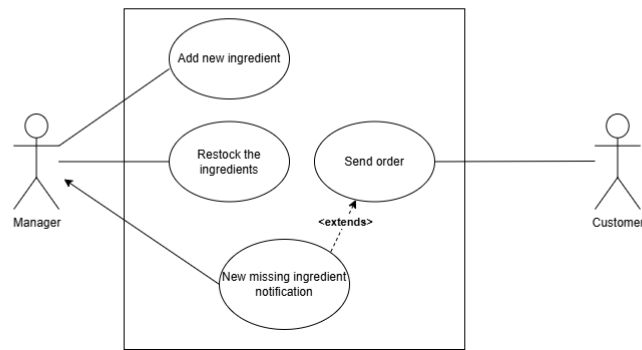 Add new ingredient
Restock the
ingredients
Send order
Manager
Customer
<extends>
New missing ingredient
notification